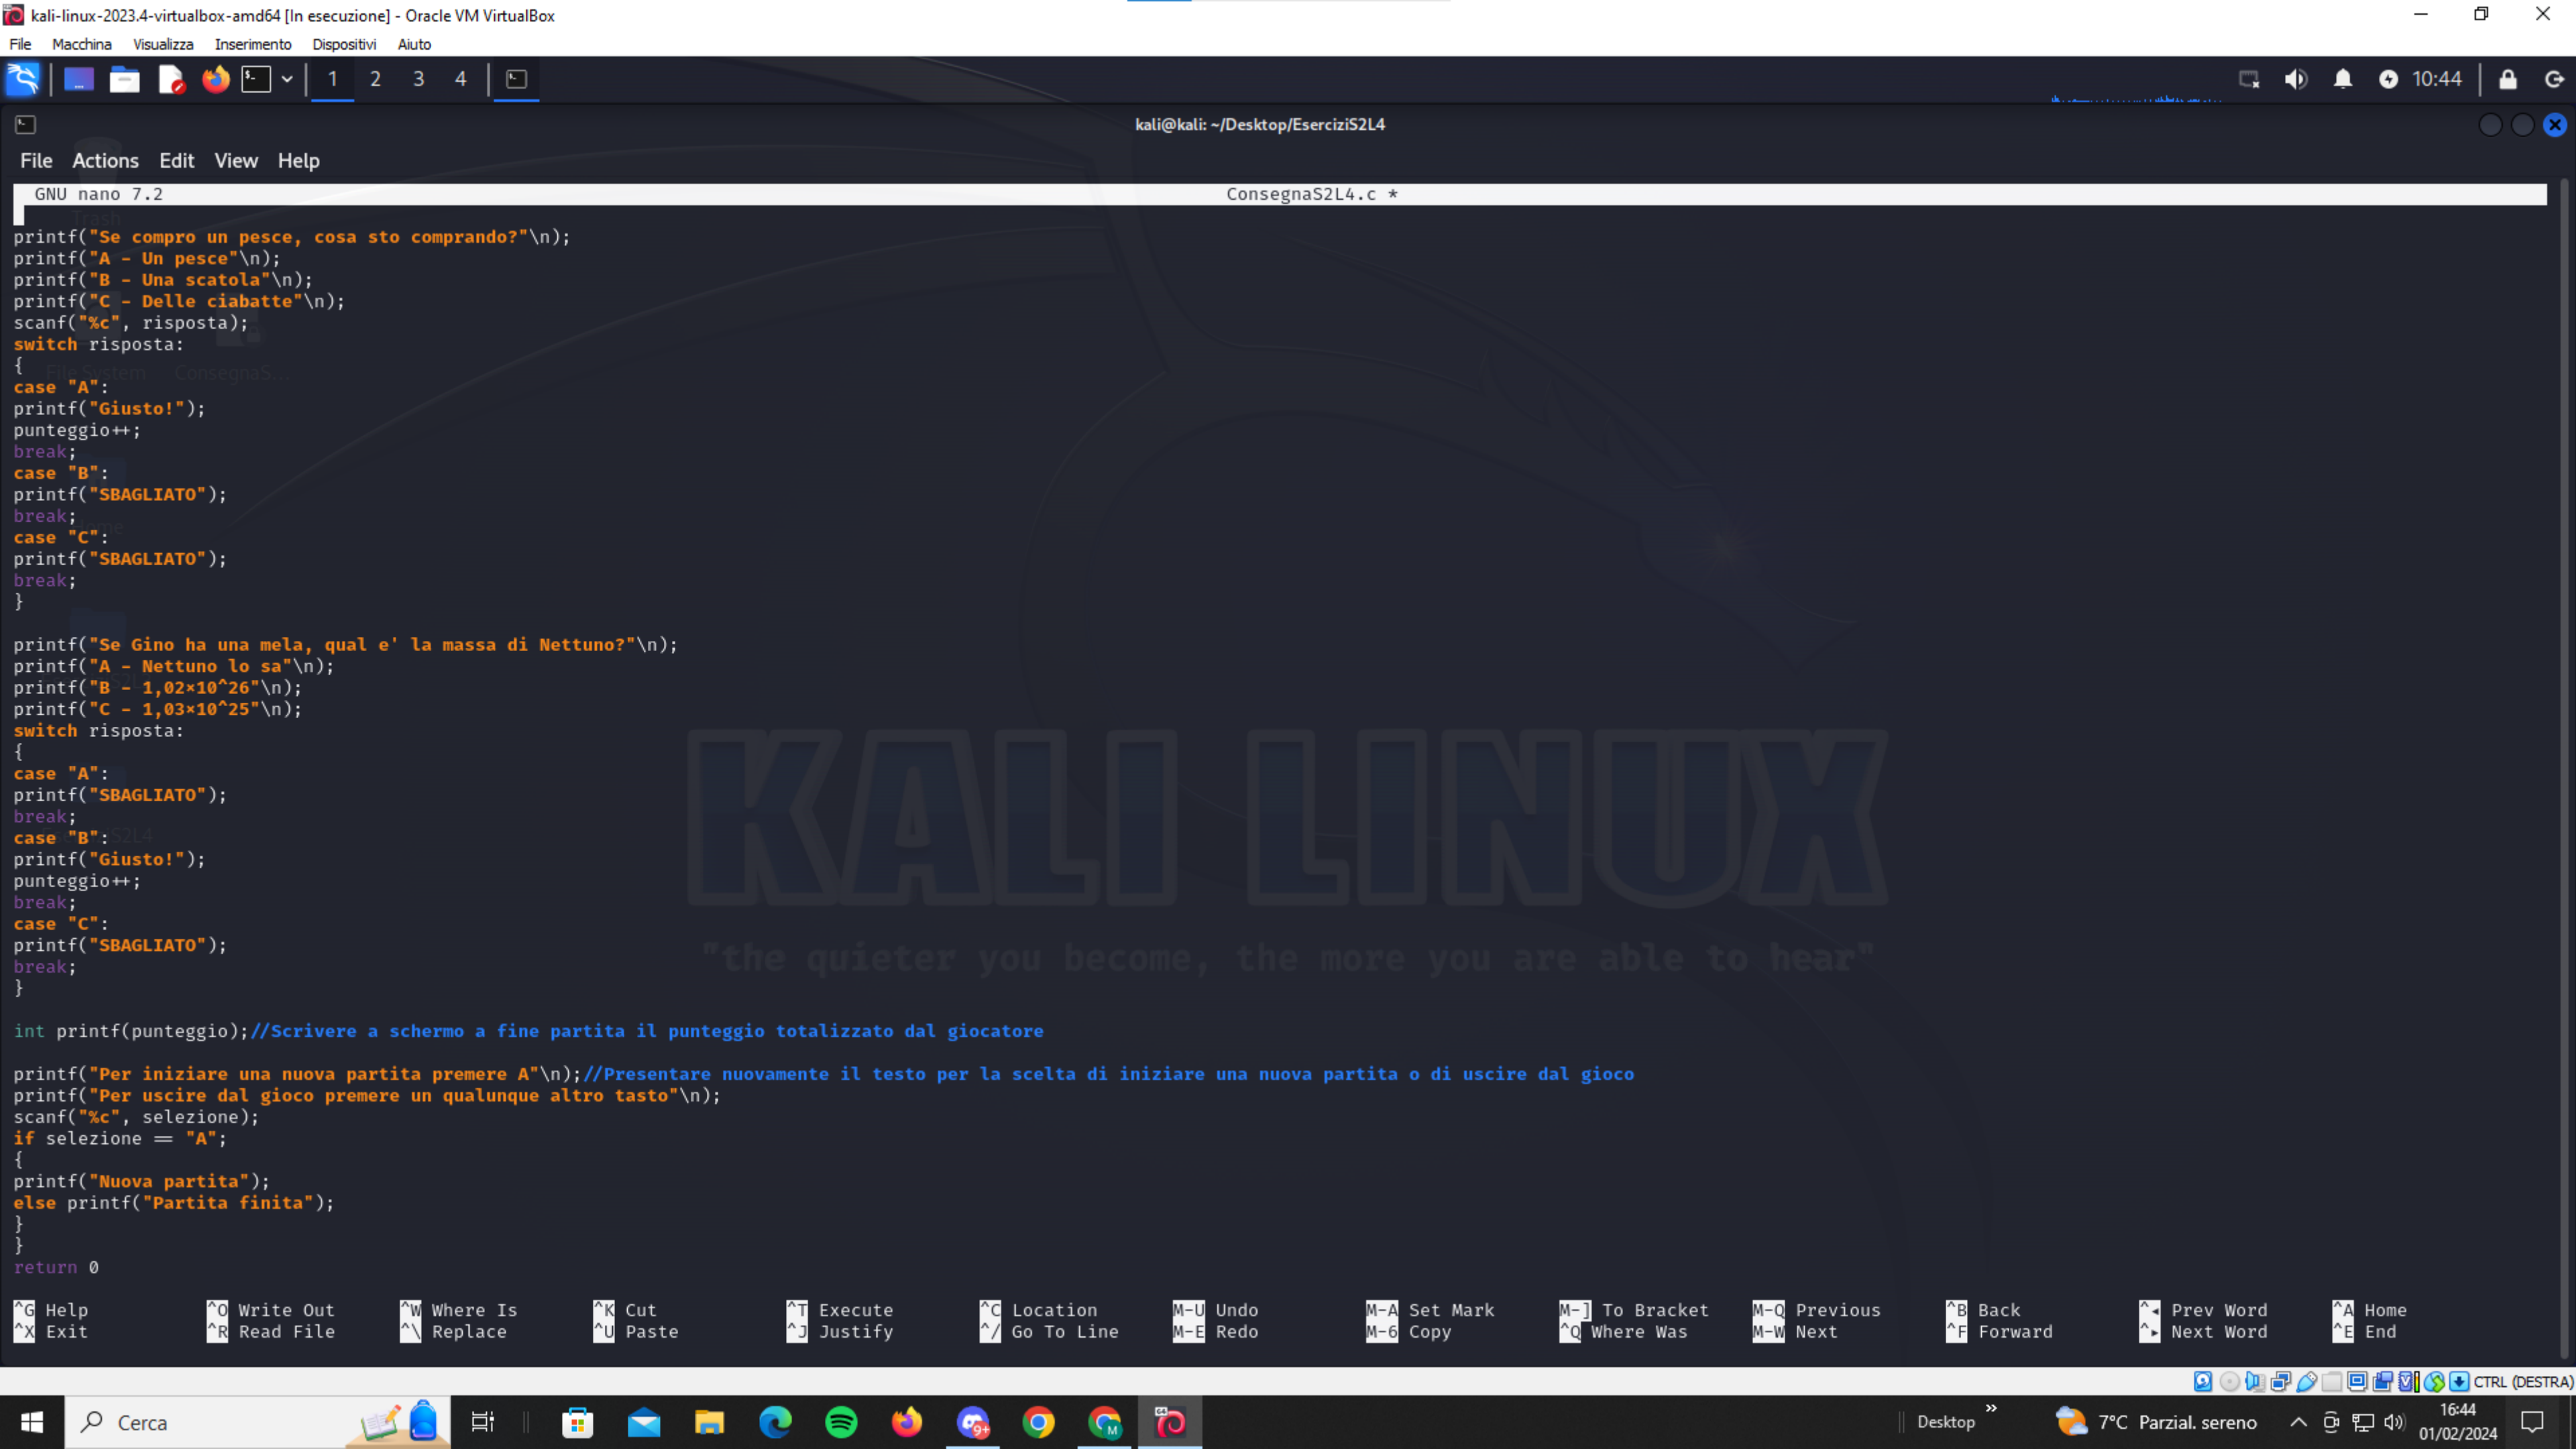 kali-linux-2023.4-virtualbox-amd64 [In esecuzione] - Oracle VM VirtualBox
File Macchina Visualizza Inserimento Dispositivi Aiuto
1 2 3 4 10:44
kali@kali: ~/Desktop/EserciziS2L4
File Actions Edit View Help
GNU nano 7.2 ConsegnaS2L4.c *
Trash
printf("Se compro un pesce, cosa sto comprando?"\n);
printf("A - Un pesce"\n);
printf("B - Una scatola"\n);
printf("C - Delle ciabatte"\n);
scanf("%c", risposta);
switch risposta:
{
File System ConsegnaS...
case "A":
printf("Giusto!");
punteggio++;
break;
case "B":
printf("SBAGLIATO");
break;
case "C":
printf("SBAGLIATO");
break;
}
printf("Se Gino ha una mela, qual e' la massa di Nettuno?"\n);
printf("A - Nettuno lo sa"\n);
printf("B - 1,02×10^26"\n);
printf("C - 1,03×10^25"\n);
switch risposta:
{
case "A":
printf("SBAGLIATO");
break;
case "B":
printf("Giusto!");
punteggio++;
break;
case "C":
printf("SBAGLIATO");
break;
}
KALI LINUX
"the quieter you become, the more you are able to hear"
int printf(punteggio);//Scrivere a schermo a fine partita il punteggio totalizzato dal giocatore
printf("Per iniziare una nuova partita premere A"\n);//Presentare nuovamente il testo per la scelta di iniziare una nuova partita o di uscire dal gioco
printf("Per uscire dal gioco premere un qualunque altro tasto"\n);
scanf("%c", selezione);
if selezione == "A";
{
printf("Nuova partita");
else printf("Partita finita");
}
}
return 0
^G Help ^O Write Out ^W Where Is ^K Cut ^T Execute ^C Location M-U Undo M-A Set Mark M-] To Bracket M-Q Previous ^B Back ^◂ Prev Word ^A Home
^X Exit ^R Read File ^\ Replace ^U Paste ^J Justify ^/ Go To Line M-E Redo M-6 Copy ^Q Where Was M-W Next ^F Forward ^▸ Next Word ^E End
CTRL (DESTRA)
Cerca Desktop » 7°C Parzial. sereno 16:44
01/02/2024